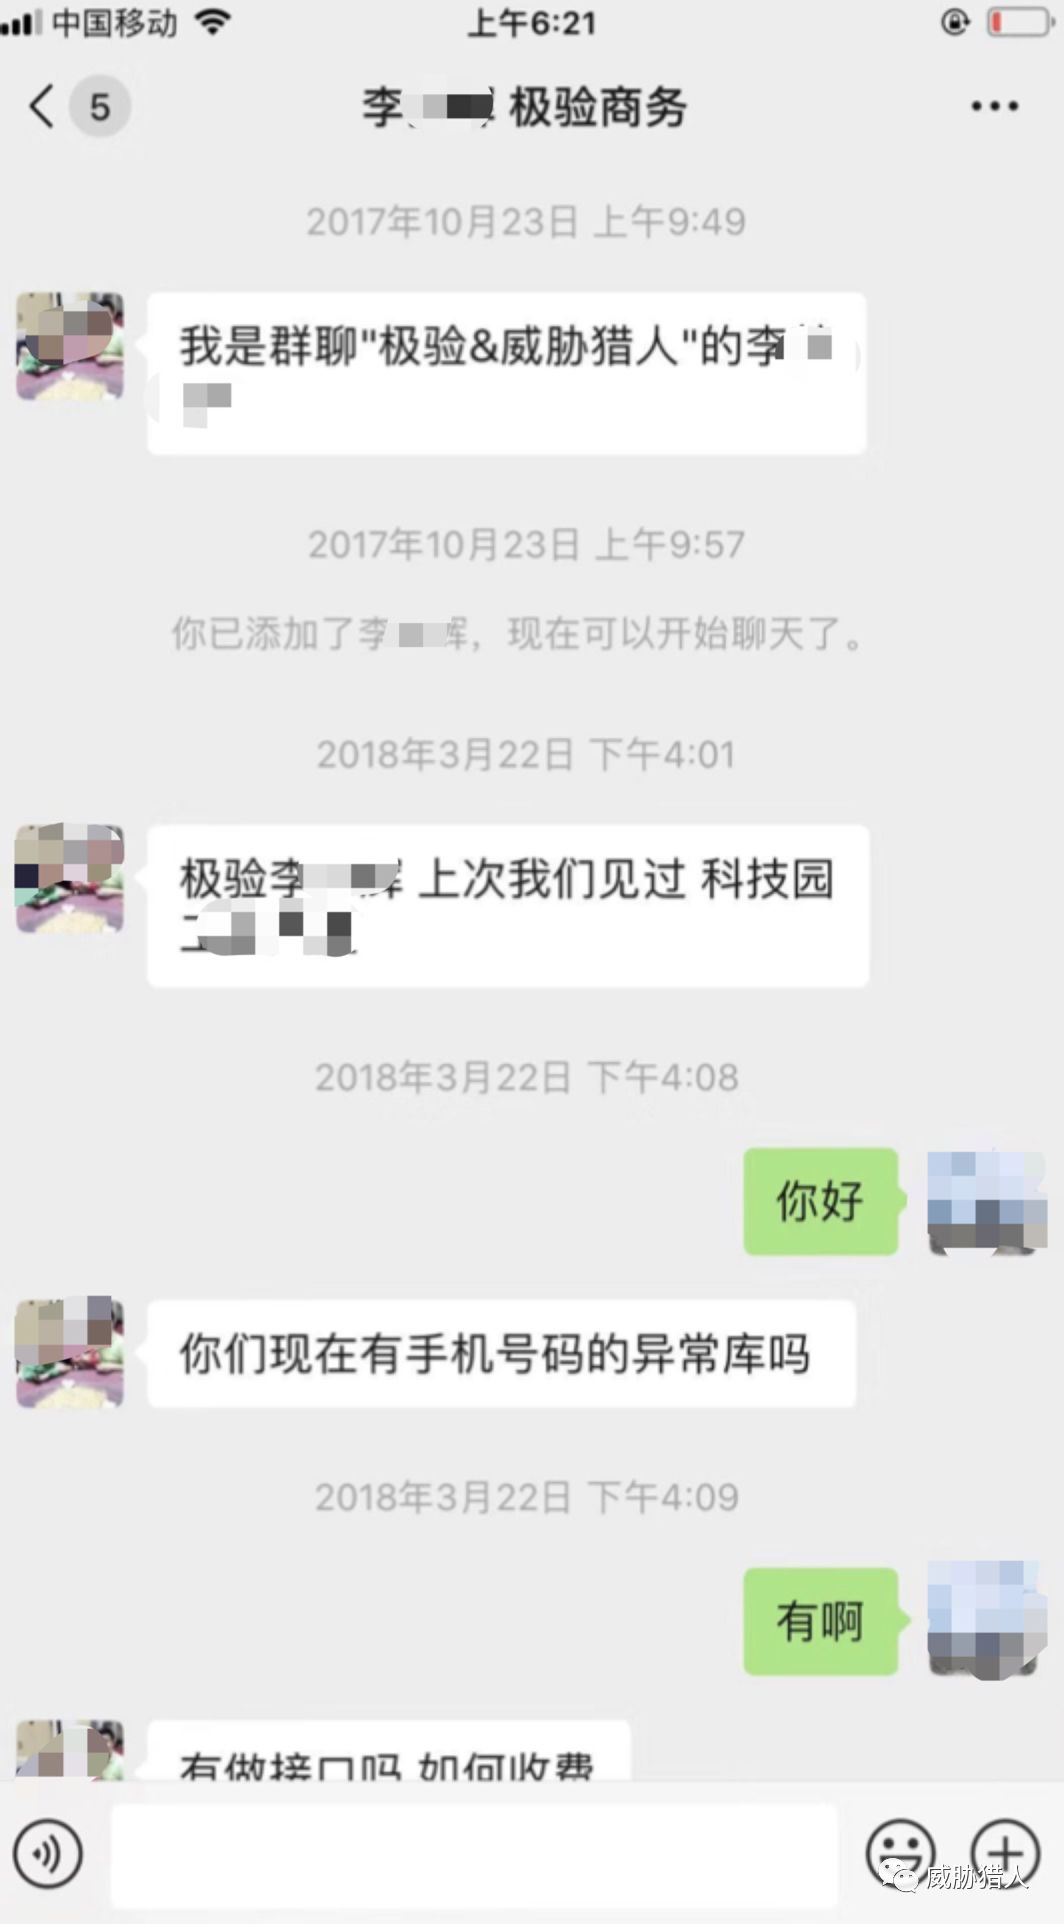 中国移动
上午6:21
5
李 极验商务
2017年10月23日 上午9:49
我是群聊"极验&威胁猎人"的李
2017年10月23日 上午9:57
你已添加了李 辉，现在可以开始聊天了。
2018年3月22日 下午4:01
极验李 辉 上次我们见过 科技园
2018年3月22日 下午4:08
你好
你们现在有手机号码的异常库吗
2018年3月22日 下午4:09
有啊
有做接口吗 如何收费
威胁猎人